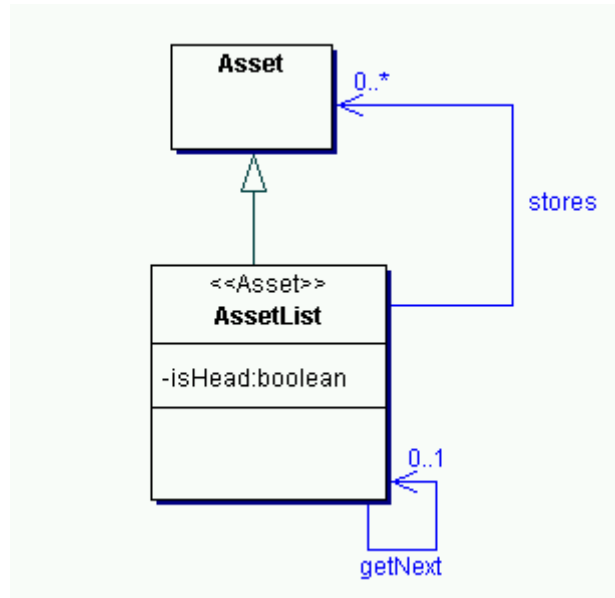 Asset
0..*
stores
<<Asset>>
AssetList
-isHead:boolean
0..1
getNext